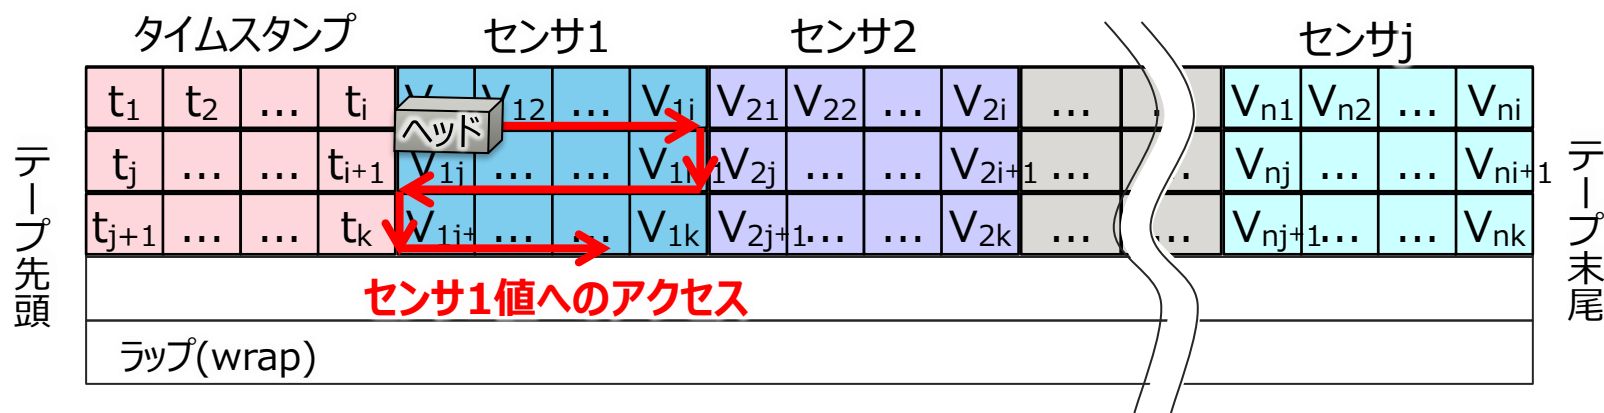 タイムスタンプ センサ1 センサ2 センサj
t1 t2 … ti V 12 … V1i V21 V22 … V2i … Vn1 Vn2 … Vni
ヘッド
tj … … ti+1 V1j … … V1i+1 V2j … … V2i+1 … Vnj … … Vni+1
tj+1 … … tk V1j+ … … V1k V2j+1 … … V2k … … Vnj+1 … … Vnk
センサ1値へのアクセス
ラップ(wrap)
テープ先頭
テープ末尾